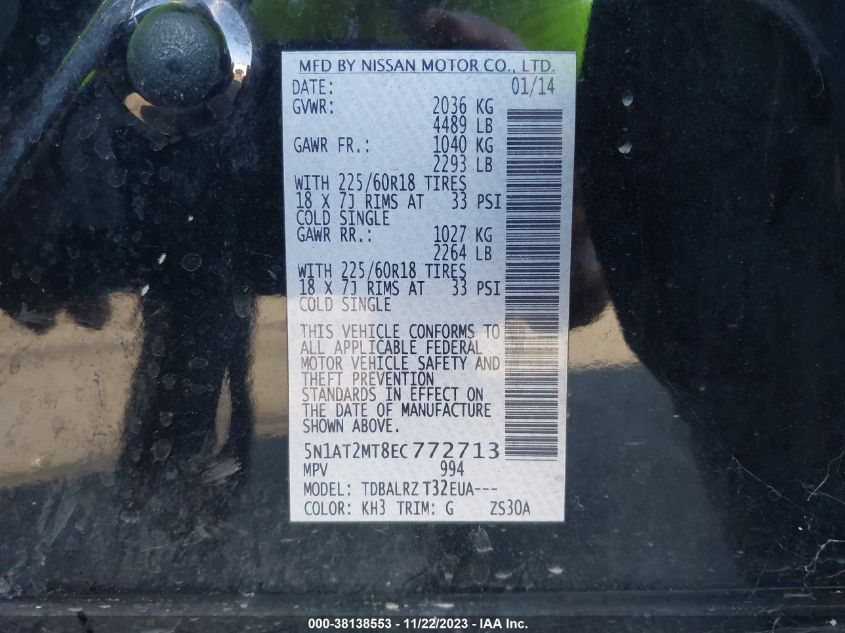 MFD BY NISSAN MOTOR CO., LTD.
DATE: 01/14
GVWR: 2036 KG
4489 LB
GAWR FR.: 1040 KG
2293 LB
WITH 225/60R18 TIRES
18 X 7J RIMS AT 33 PSI
COLD SINGLE
GAWR RR.: 1027 KG
2264 LB
WITH 225/60R18 TIRES
18 X 7J RIMS AT 33 PSI
COLD SINGLE
THIS VEHICLE CONFORMS TO
ALL APPLICABLE FEDERAL
MOTOR VEHICLE SAFETY AND
THEFT PREVENTION
STANDARDS IN EFFECT ON
THE DATE OF MANUFACTURE
SHOWN ABOVE.
5N1AT2MT8EC772713
MPV 994
MODEL: TDBALRZ T32EUA---
COLOR: KH3 TRIM: G ZS30A
000-38138553 - 11/22/2023 - IAA Inc.